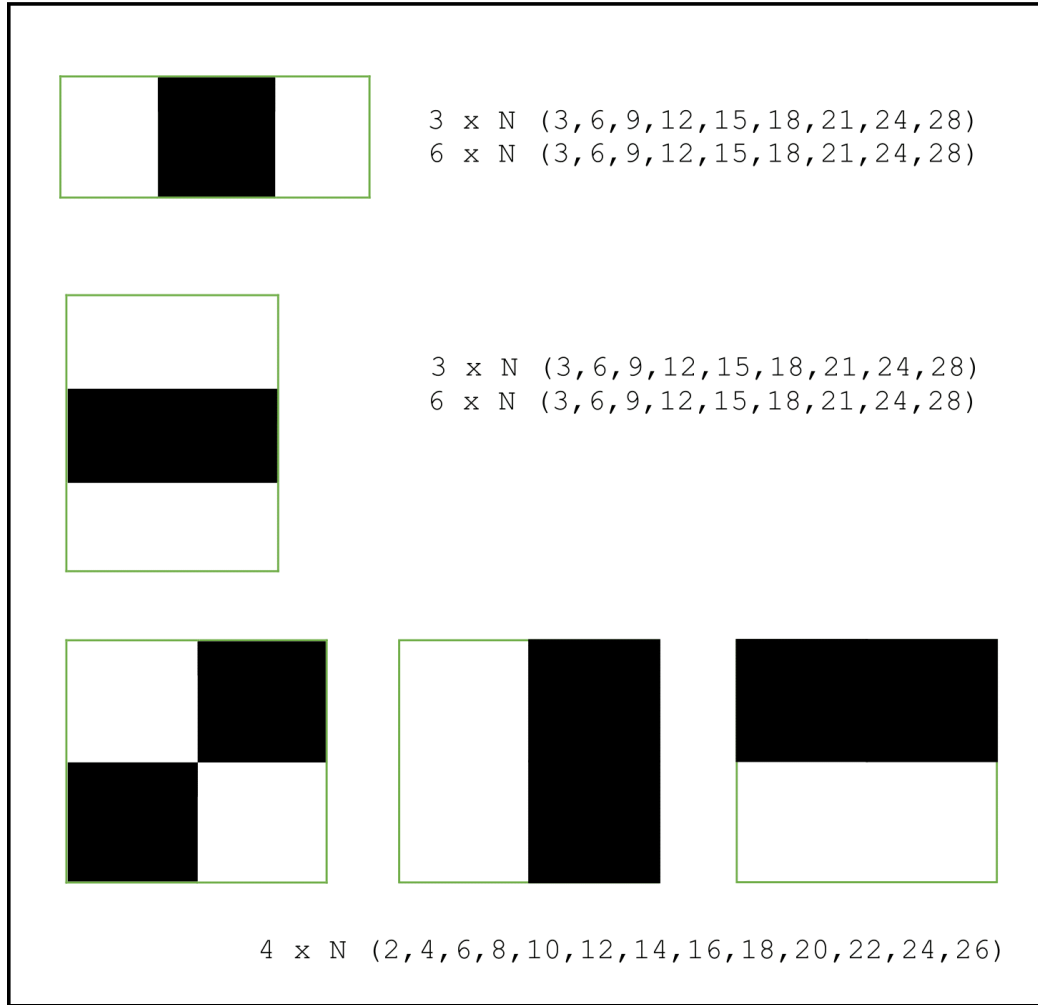 3 x N (3,6,9,12,15,18,21,24,28)
6 x N (3,6,9,12,15,18,21,24,28)
3 x N (3,6,9,12,15,18,21,24,28)
6 x N (3,6,9,12,15,18,21,24,28)
4 x N (2,4,6,8,10,12,14,16,18,20,22,24,26)